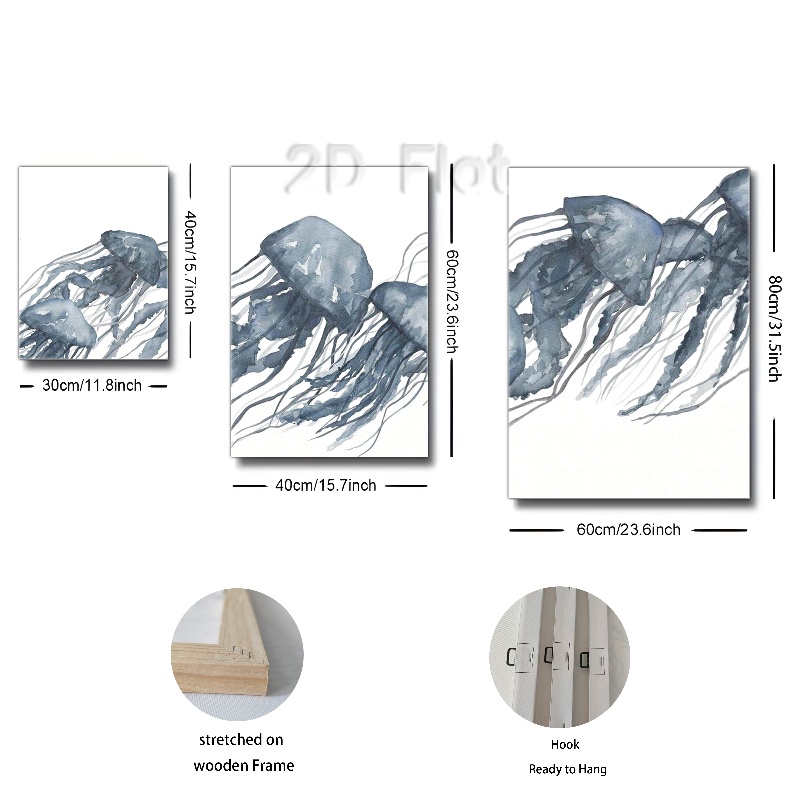 2D Flat
40cm/15.7inch
30cm/11.8inch
60cm/23.6inch
40cm/15.7inch
80cm/31.5inch
60cm/23.6inch
stretched on
wooden Frame
Hook
Ready to Hang